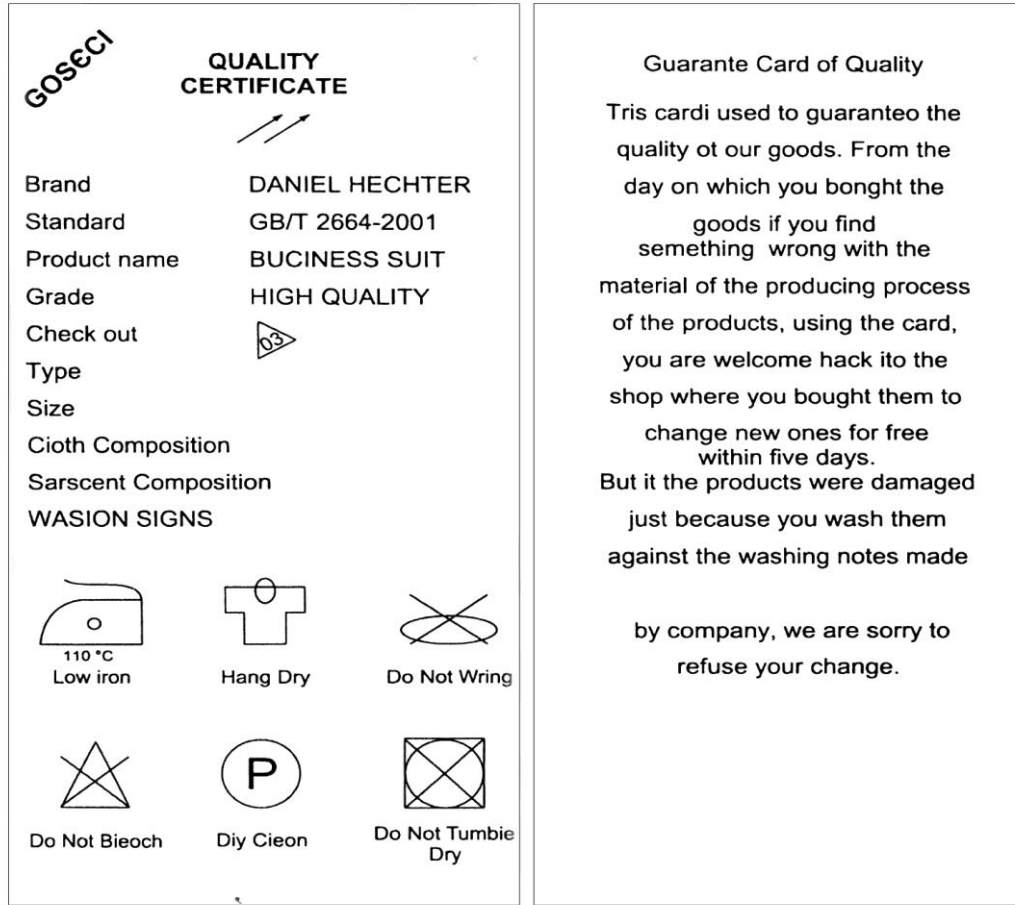 GOSЄCI
QUALITY
CERTIFICATE
Brand DANIEL HECHTER
Standard GB/T 2664-2001
Product name BUCINESS SUIT
Grade HIGH QUALITY
Check out 03
Type
Size
Cioth Composition
Sarscent Composition
WASION SIGNS
110 °C
Low iron
Hang Dry
Do Not Wring
Do Not Bieoch
P
Diy Cieon
Do Not Tumbie
Dry
Guarante Card of Quality
Tris cardi used to guaranteo the
quality ot our goods. From the
day on which you bonght the
goods if you find
semething wrong with the
material of the producing process
of the products, using the card,
you are welcome hack ito the
shop where you bought them to
change new ones for free
within five days.
But it the products were damaged
just because you wash them
against the washing notes made
by company, we are sorry to
refuse your change.